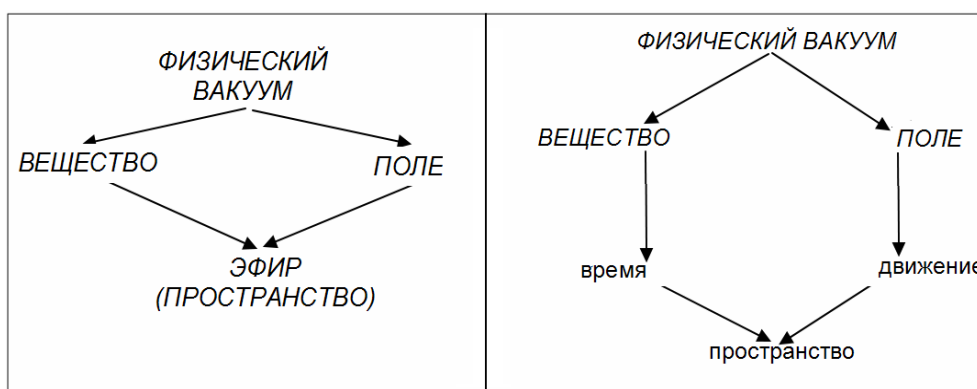 ФИЗИЧЕСКИЙ
ВАКУУМ
ВЕЩЕСТВО
ПОЛЕ
ЭФИР
(ПРОСТРАНСТВО)
ФИЗИЧЕСКИЙ ВАКУУМ
ВЕЩЕСТВО
ПОЛЕ
время
движение
пространство